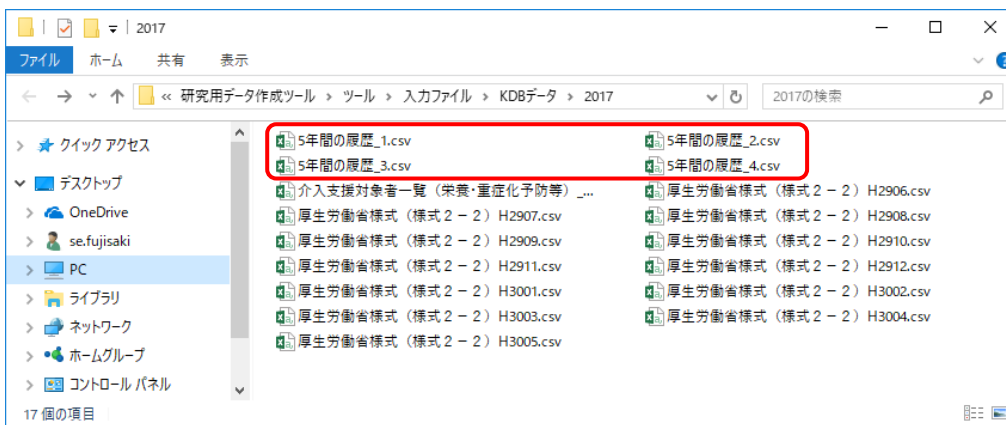 2017
ファイル ホーム 共有 表示
« 研究用データ作成ツール › ツール › 入力ファイル › KDBデータ › 2017 2017の検索
クイック アクセス
デスクトップ
OneDrive
se.fujisaki
PC
ライブラリ
ネットワーク
ホームグループ
コントロール パネル
5年間の履歴_1.csv 5年間の履歴_2.csv
5年間の履歴_3.csv 5年間の履歴_4.csv
介入支援対象者一覧（栄養・重症化予防等）_... 厚生労働省様式（様式２－２）H2906.csv
厚生労働省様式（様式２－２）H2907.csv 厚生労働省様式（様式２－２）H2908.csv
厚生労働省様式（様式２－２）H2909.csv 厚生労働省様式（様式２－２）H2910.csv
厚生労働省様式（様式２－２）H2911.csv 厚生労働省様式（様式２－２）H2912.csv
厚生労働省様式（様式２－２）H3001.csv 厚生労働省様式（様式２－２）H3002.csv
厚生労働省様式（様式２－２）H3003.csv 厚生労働省様式（様式２－２）H3004.csv
厚生労働省様式（様式２－２）H3005.csv
17 個の項目